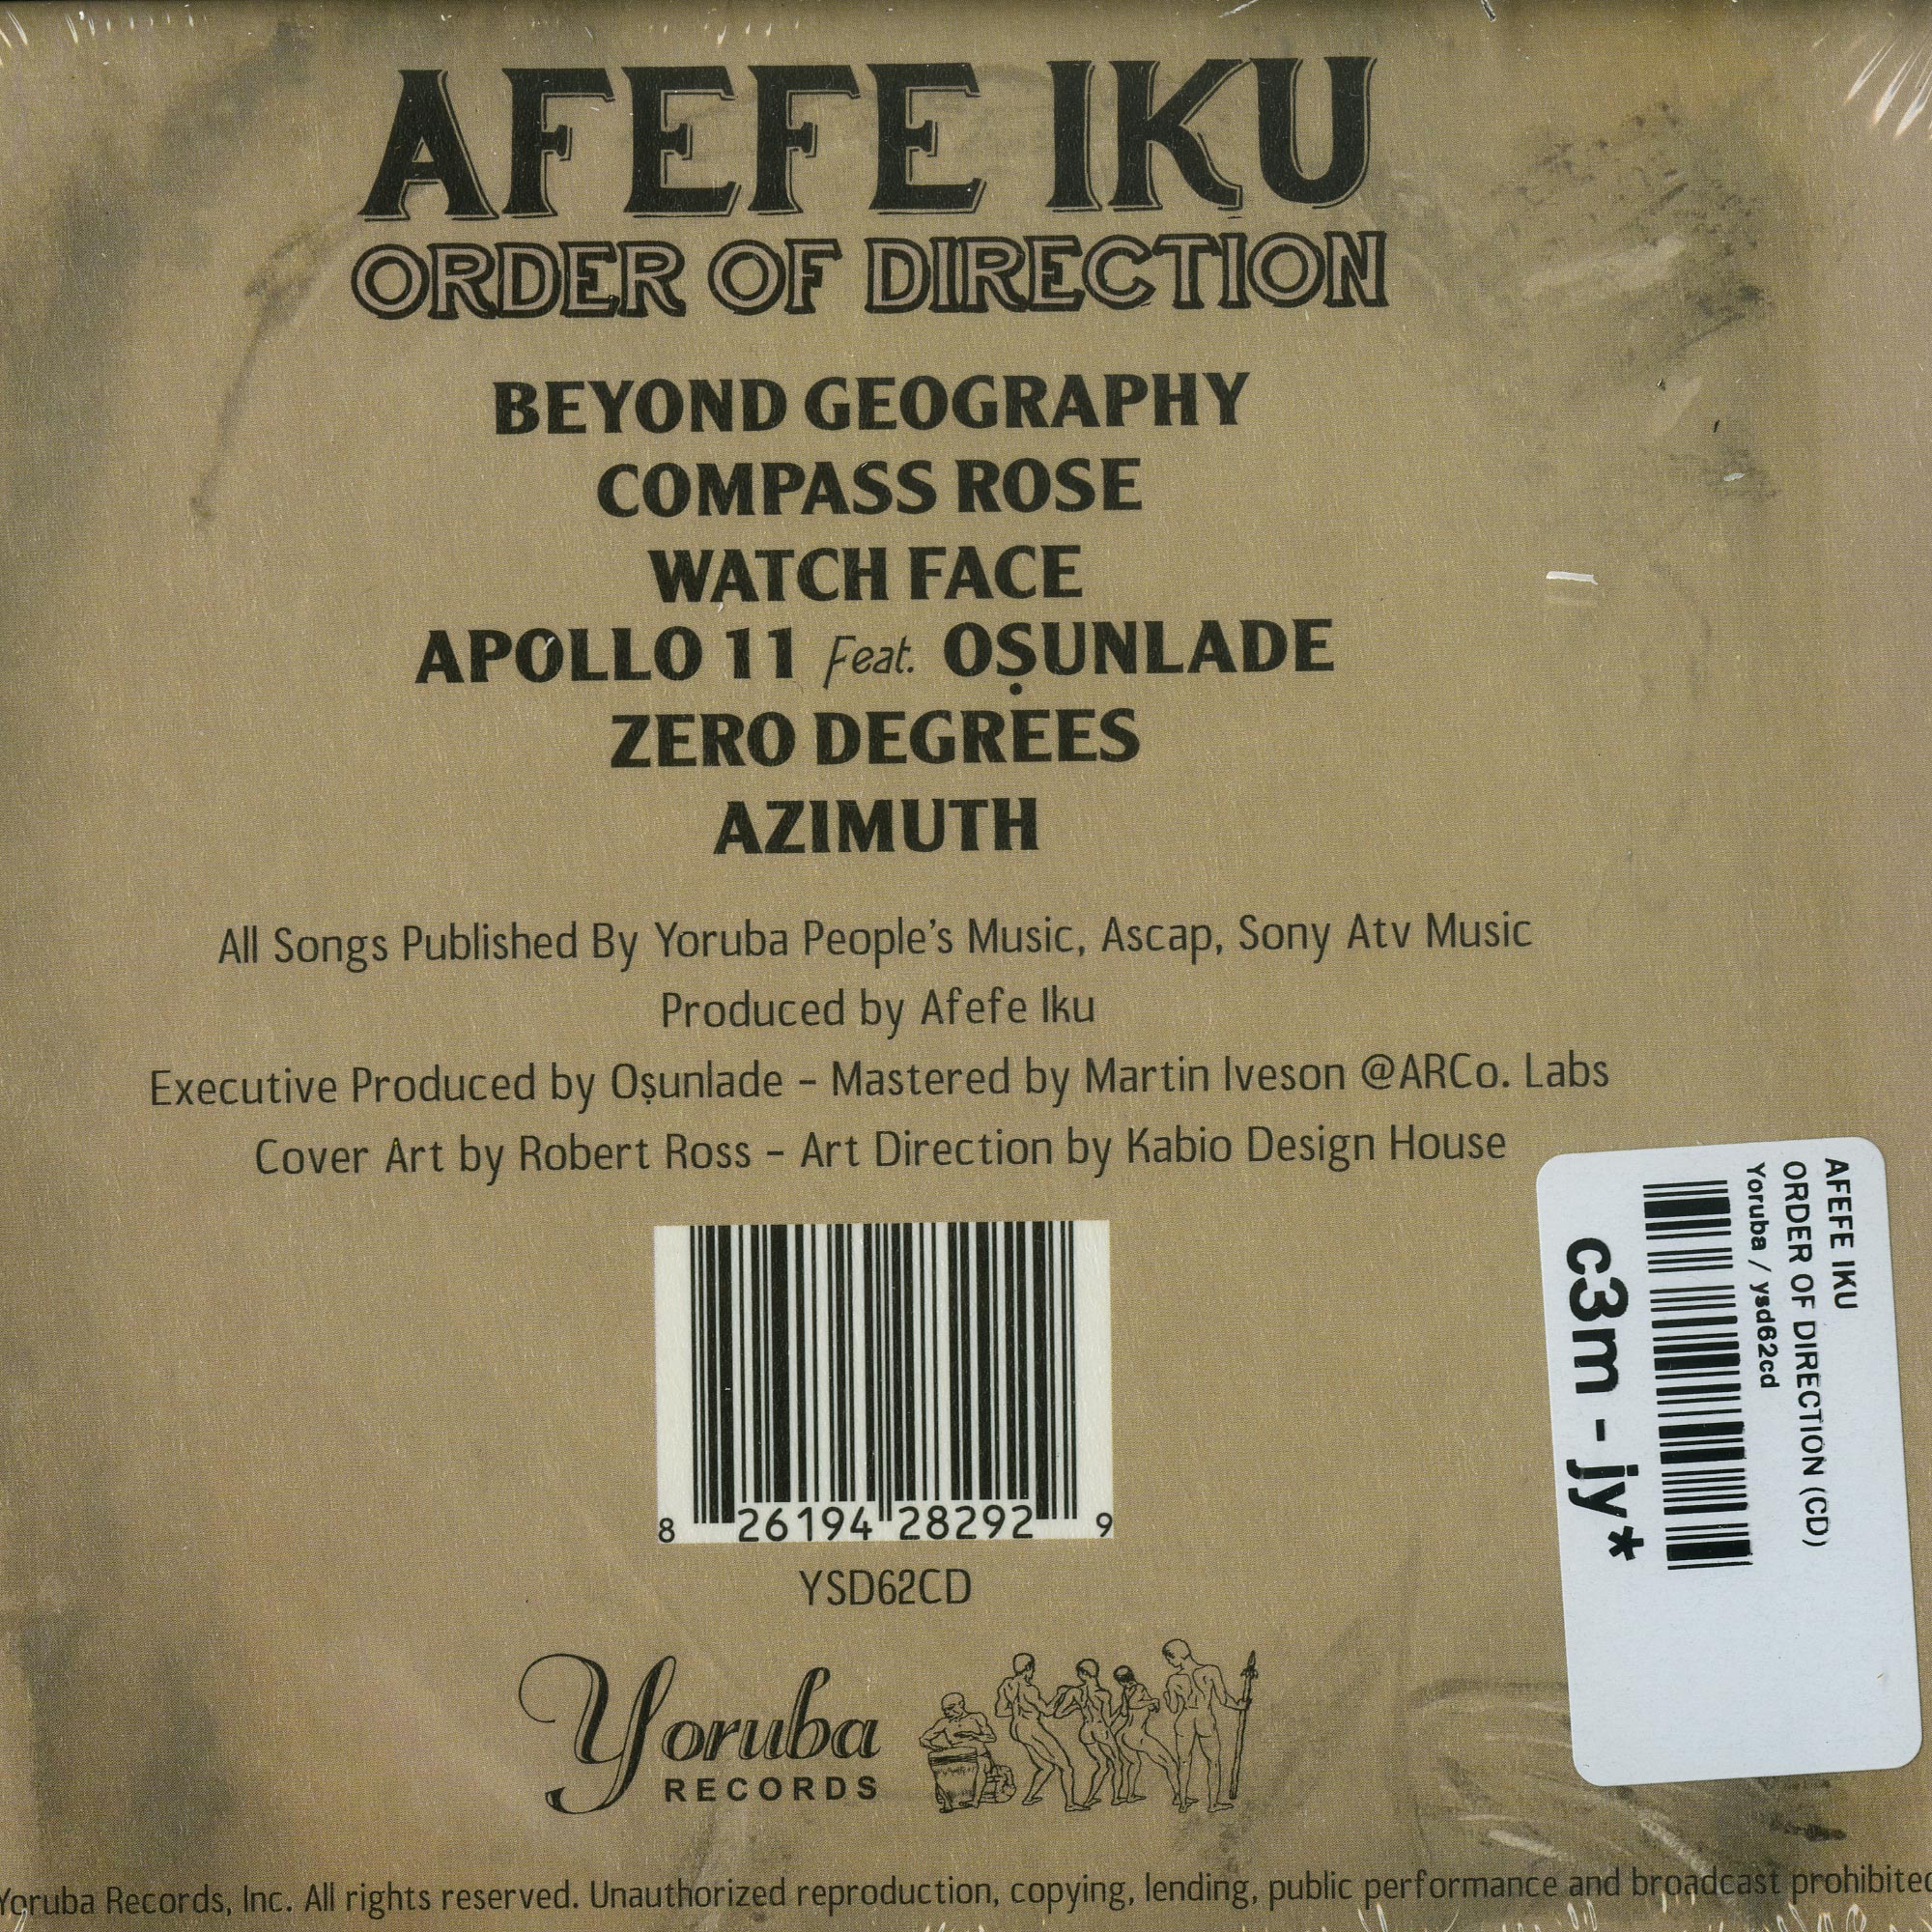 AFEFE IKU
ORDER OF DIRECTION
BEYOND GEOGRAPHY
COMPASS ROSE
WATCH FACE
APOLLO 11 Feat. OṢUNLADE
ZERO DEGREES
AZIMUTH
All Songs Published By Yoruba People's Music, Ascap, Sony Atv Music
Produced by Afefe Iku
Executive Produced by Oṣunlade – Mastered by Martin Iveson @ARCo. Labs
Cover Art by Robert Ross – Art Direction by Kabio Design House
8 26194 28292 9
YSD62CD
Yoruba
RECORDS
Yoruba Records, Inc. All rights reserved. Unauthorized reproduction, copying, lending, public performance and broadcast prohibited
AFEFE IKU
ORDER OF DIRECTION (CD)
Yoruba / ysd62cd
c3m - jy*